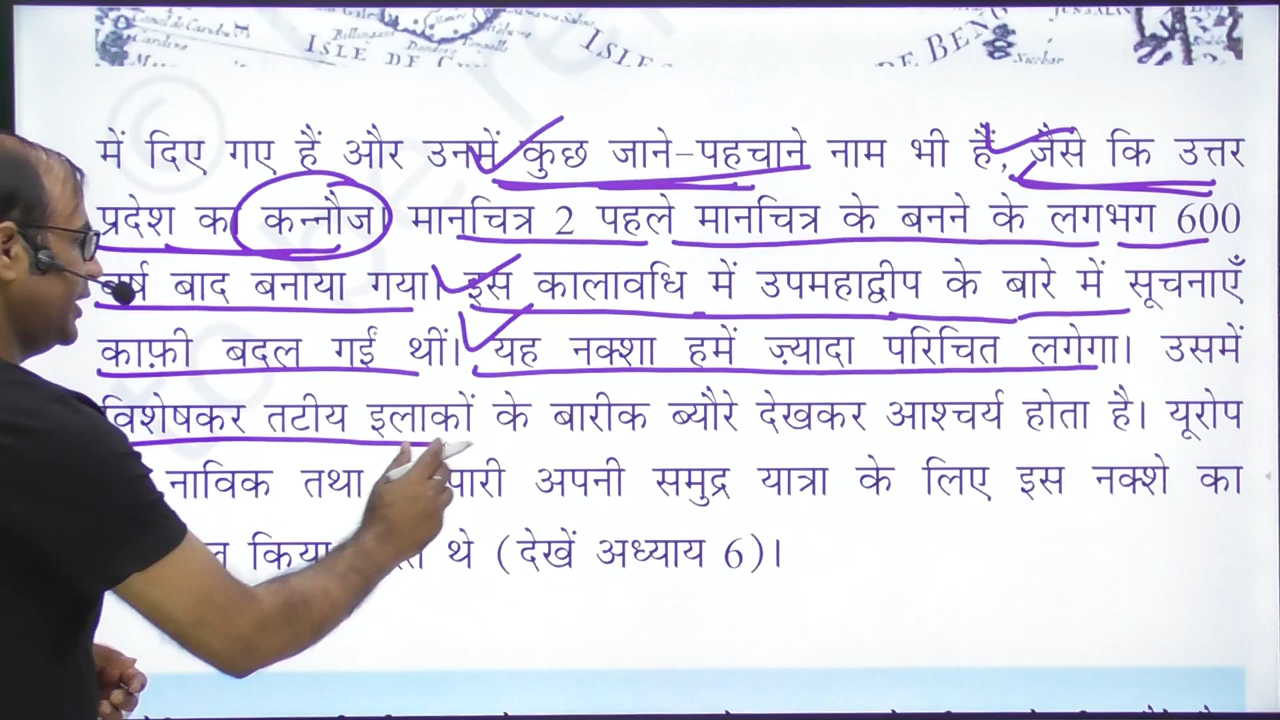 ISLE DE
ISLE
DE BEN
Nicobar
में दिए गए हैं और उनमें कुछ जाने-पहचाने नाम भी हैं, जैसे कि उत्तर
प्रदेश का कन्नौज। मानचित्र 2 पहले मानचित्र के बनने के लगभग 600
वर्ष बाद बनाया गया। इस कालावधि में उपमहाद्वीप के बारे में सूचनाएँ
काफ़ी बदल गईं थीं। यह नक्शा हमें ज़्यादा परिचित लगेगा। उसमें
विशेषकर तटीय इलाकों के बारीक ब्यौरे देखकर आश्चर्य होता है। यूरोप
नाविक तथा पारी अपनी समुद्र यात्रा के लिए इस नक्शे का
किया थे (देखें अध्याय 6)।